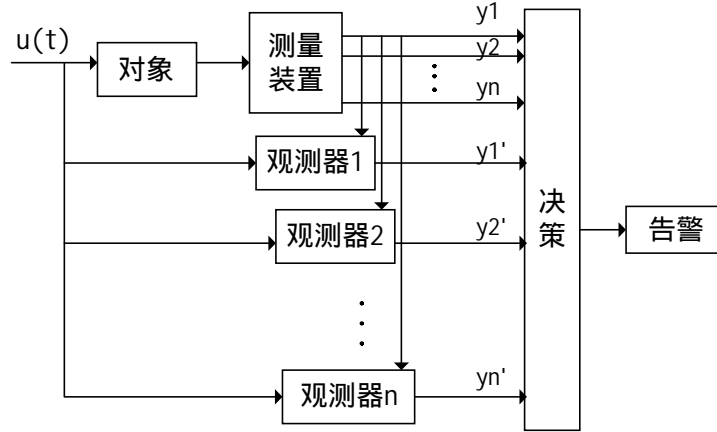 y1
u(t)
测量
装置
对象
y2
yn
观测器1
y1'
观测器2
y2'
决
策
告警
观测器n
yn'